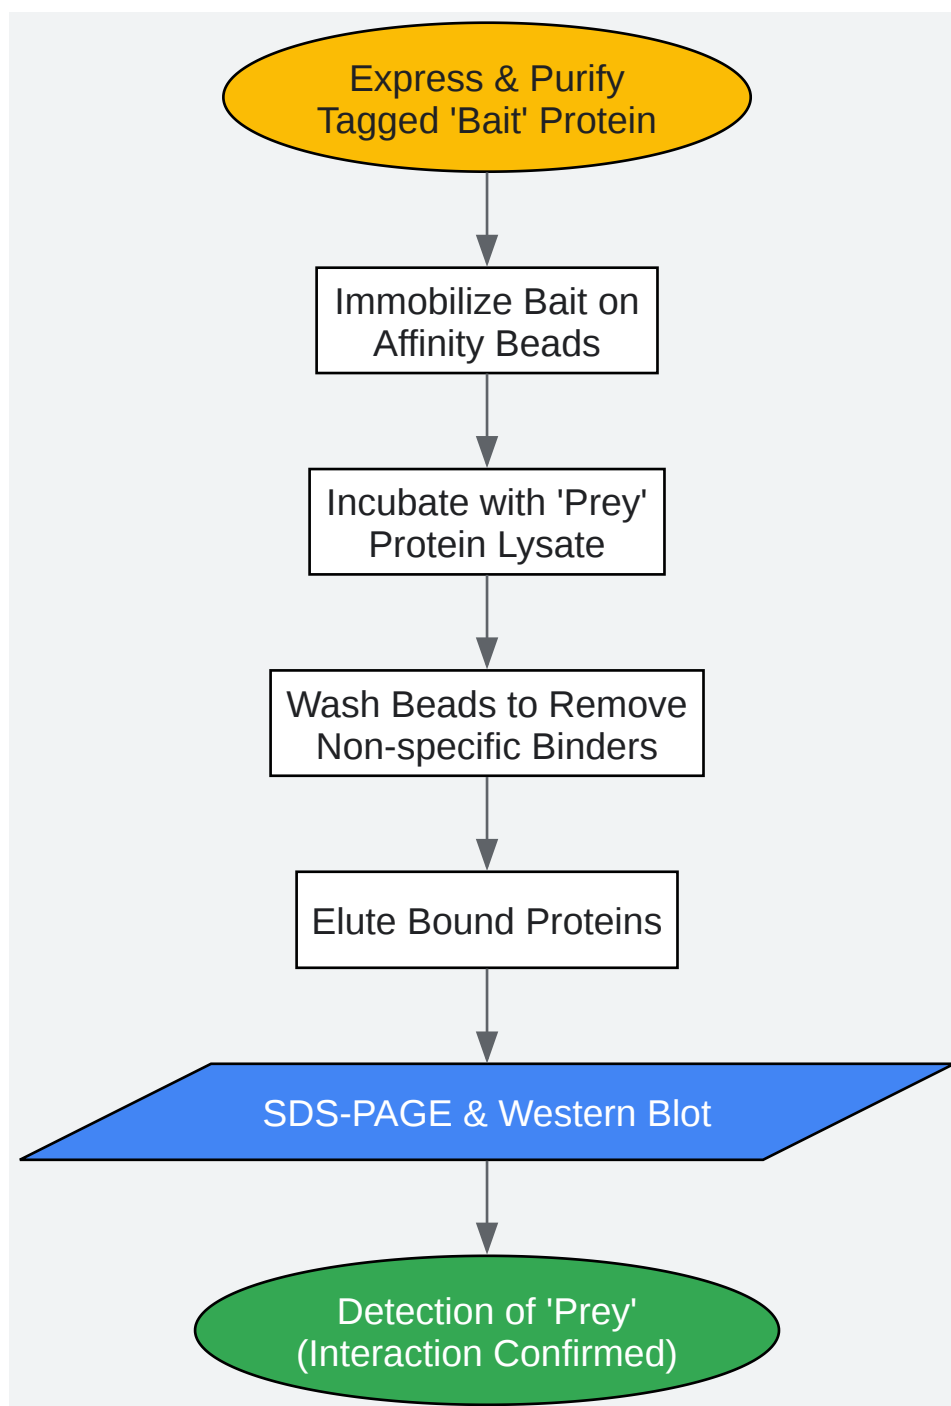 Express & Purify
Tagged 'Bait' Protein
Immobilize Bait on
Affinity Beads
Incubate with 'Prey'
Protein Lysate
Wash Beads to Remove
Non-specific Binders
Elute Bound Proteins
SDS-PAGE & Western Blot
Detection of 'Prey'
(Interaction Confirmed)